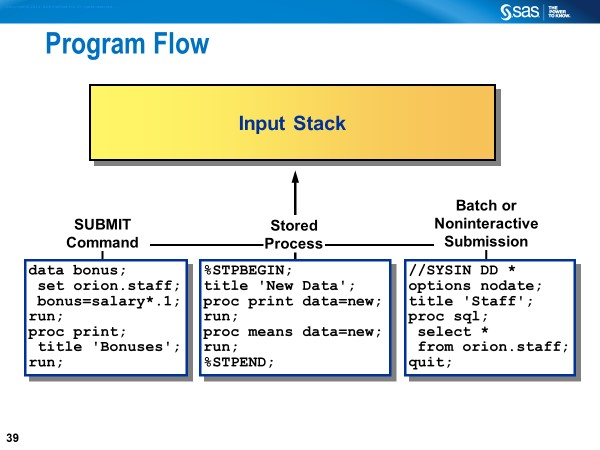 sas
THE
POWER
TO KNOW.
Program Flow
Input Stack
SUBMIT
Command
Stored
Process
Batch or
Noninteractive
Submission
data bonus;
set orion.staff;
bonus=salary*.1;
run;
proc print;
title 'Bonuses';
run;
%STPBEGIN;
title 'New Data';
proc print data=new;
run;
proc means data=new;
run;
%STPEND;
//SYSIN DD *
options nodate;
title 'Staff';
proc sql;
select *
from orion.staff;
quit;
39